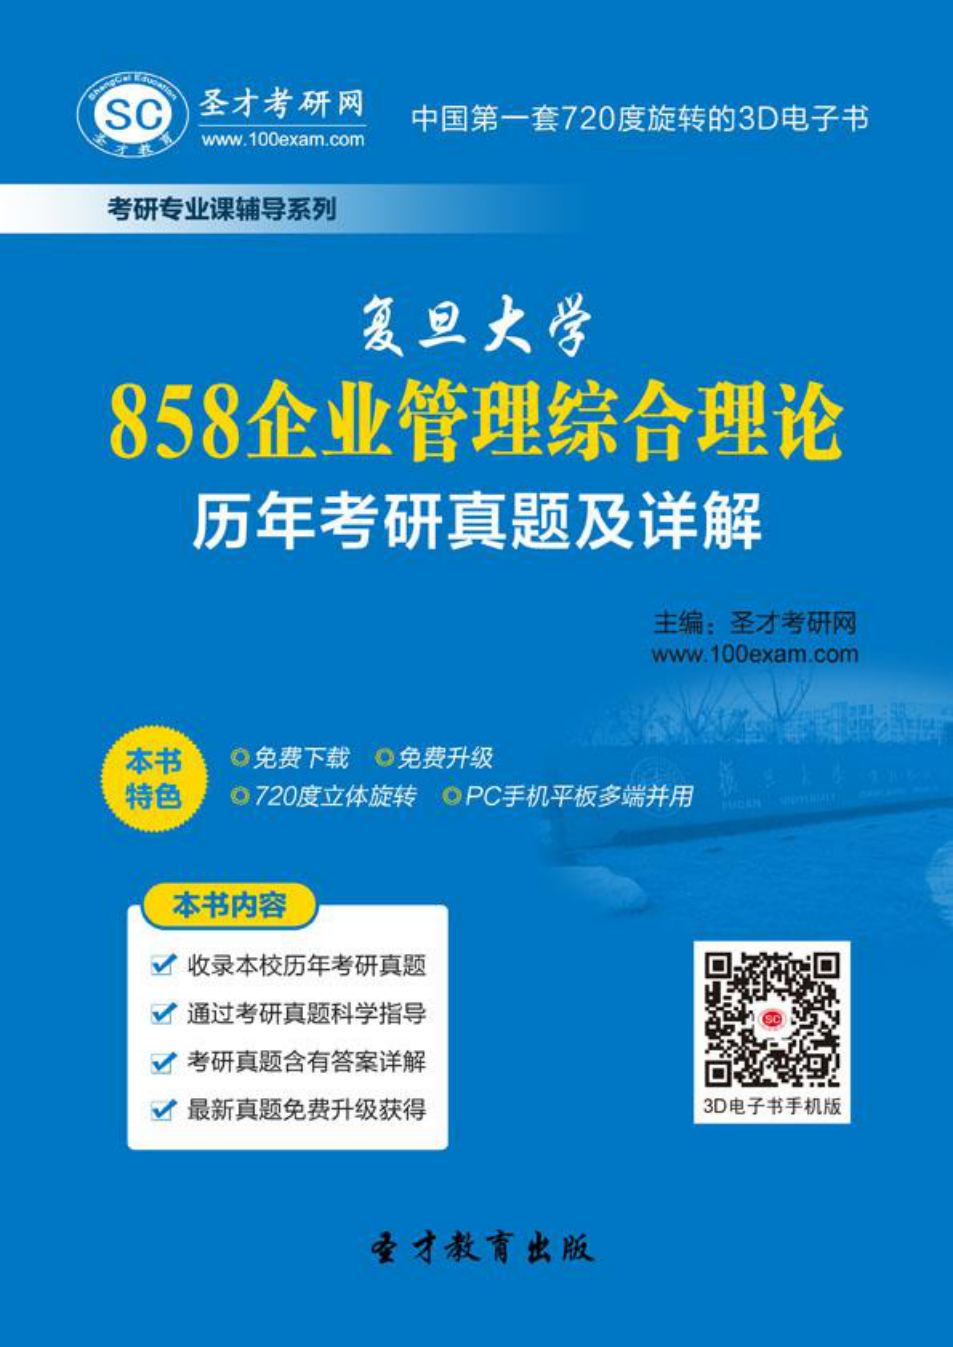 ShengCai Education
SC
圣才教育
圣才考研网
www.100exam.com
中国第一套720度旋转的3D电子书
考研专业课辅导系列
复旦大学
858企业管理综合理论
历年考研真题及详解
主编：圣才考研网
www.100exam.com
本书
特色
◎免费下载 ◎免费升级
◎720度立体旋转 ◎PC手机平板多端并用
本书内容
收录本校历年考研真题
通过考研真题科学指导
考研真题含有答案详解
最新真题免费升级获得
SC
3D电子书手机版
圣才教育出版